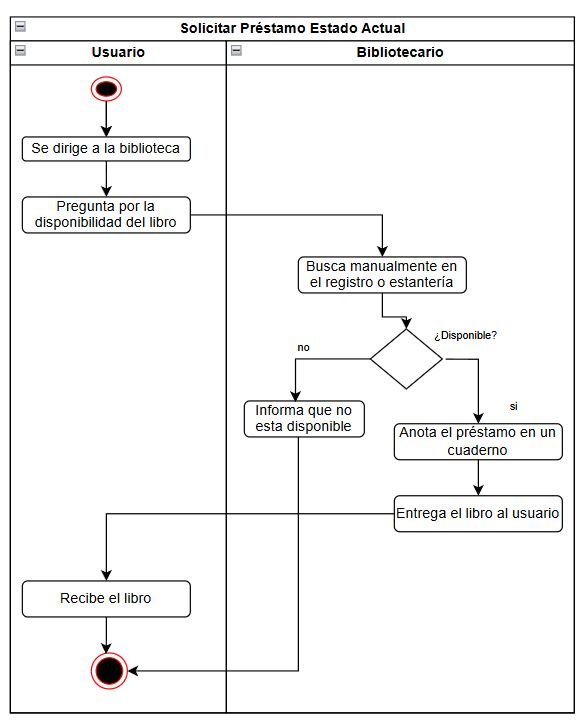 Solicitar Préstamo Estado Actual
Usuario
Bibliotecario
Se dirige a la biblioteca
Pregunta por la
disponibilidad del libro
Busca manualmente en
el registro o estantería
¿Disponible?
no
si
Informa que no
esta disponible
Anota el préstamo en un
cuaderno
Entrega el libro al usuario
Recibe el libro